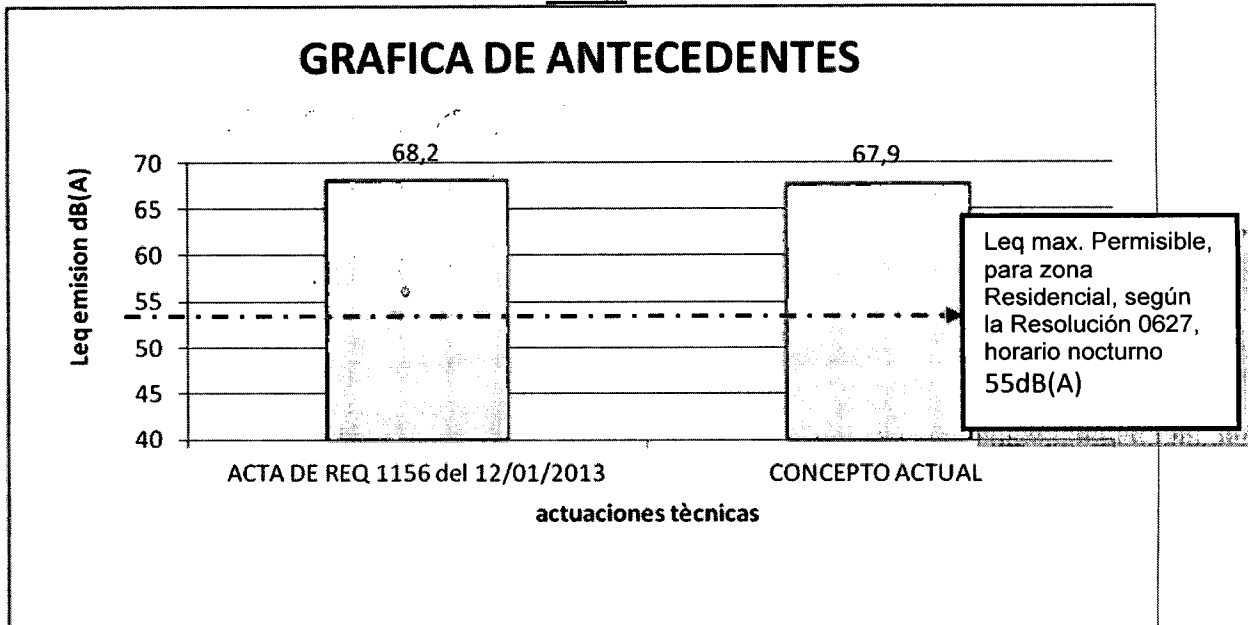 GRAFICA DE ANTECEDENTES
68,2
67,9
Leq emision dB(A)
70
65
60
55
50
45
40
Leq max. Permisible,
para zona
Residencial, según
la Resolución 0627,
horario nocturno
55dB(A)
ACTA DE REQ 1156 del 12/01/2013
CONCEPTO ACTUAL
actuaciones tècnicas